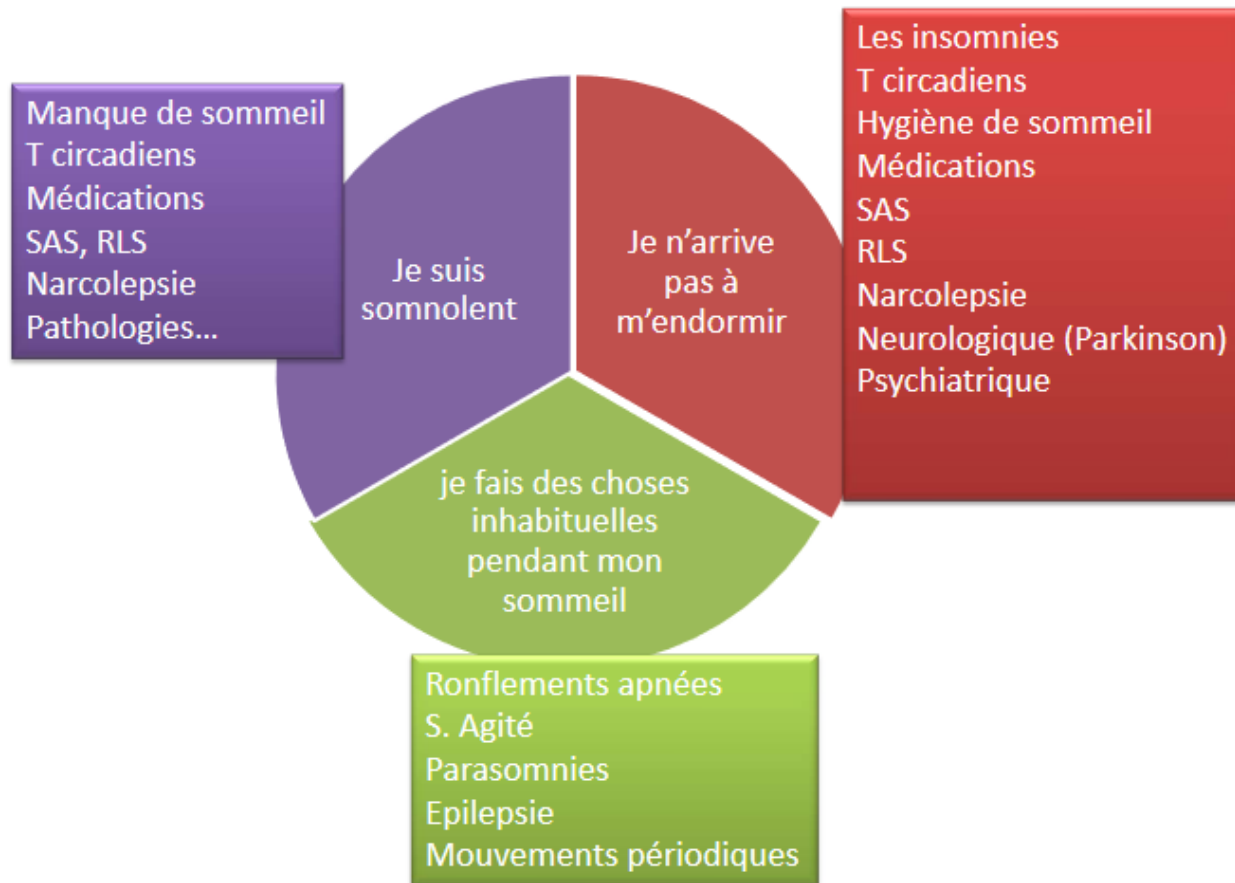 Manque de sommeil
T circadiens
Médications
SAS, RLS
Narcolepsie
Pathologies…
Je suis
somnolent
Je n’arrive
pas à
m’endormir
Les insomnies
T circadiens
Hygiène de sommeil
Médications
SAS
RLS
Narcolepsie
Neurologique (Parkinson)
Psychiatrique
je fais des choses
inhabituelles
pendant mon
sommeil
Ronflements apnées
S. Agité
Parasomnies
Epilepsie
Mouvements périodiques